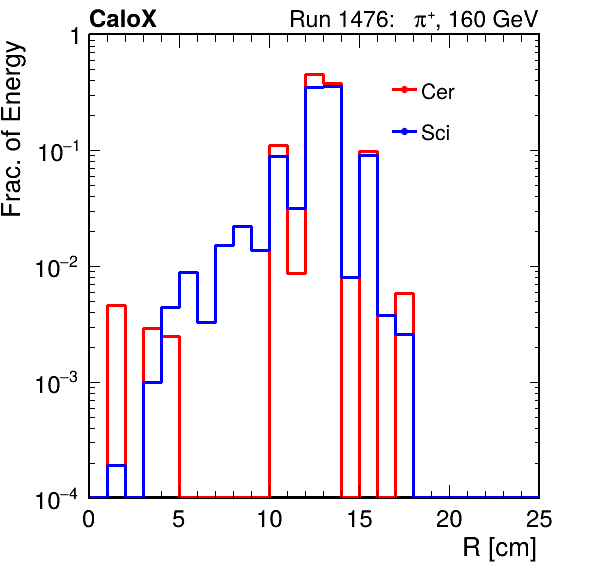 CaloX Run 1476: π⁺, 160 GeV
Frac. of Energy
Cer
Sci
1
10⁻¹
10⁻²
10⁻³
10⁻⁴
0 5 10 15 20 25
R [cm]